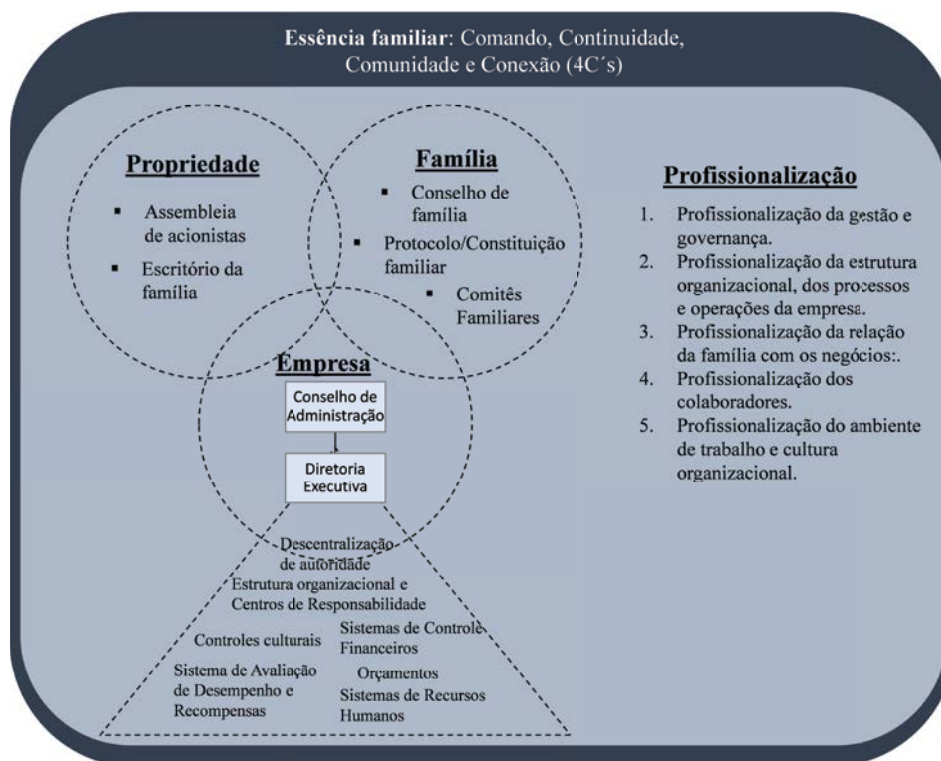 Essência familiar: Comando, Continuidade,
Comunidade e Conexão (4C´s)
Propriedade
▪ Assembleia
de acionistas
▪ Escritório da
família
Família
▪ Conselho de
família
▪ Protocolo/Constituição
familiar
▪ Comitês
Familiares
Empresa
Conselho de
Administração
Diretoria
Executiva
Descentralização
de autoridade
Estrutura organizacional e
Centros de Responsabilidade
Controles culturais
Sistemas de Controle
Financeiros
Sistema de Avaliação
de Desempenho e
Recompensas
Orçamentos
Sistemas de Recursos
Humanos
Profissionalização
1. Profissionalização da gestão e
governança.
2. Profissionalização da estrutura
organizacional, dos processos
e operações da empresa.
3. Profissionalização da relação
da família com os negócios:.
4. Profissionalização dos
colaboradores.
5. Profissionalização do ambiente
de trabalho e cultura
organizacional.